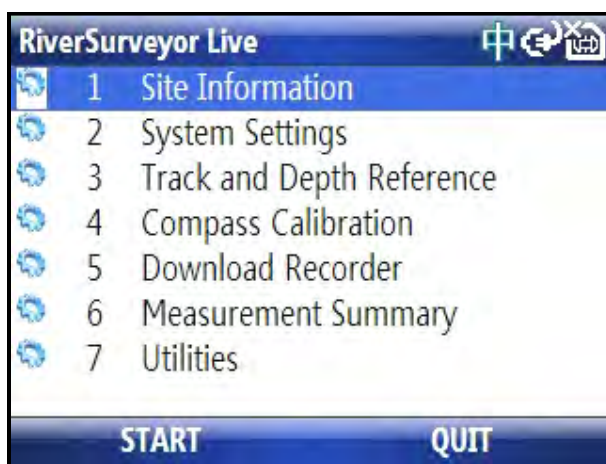 RiverSurveyor Live 中
1 Site Information
2 System Settings
3 Track and Depth Reference
4 Compass Calibration
5 Download Recorder
6 Measurement Summary
7 Utilities
START QUIT